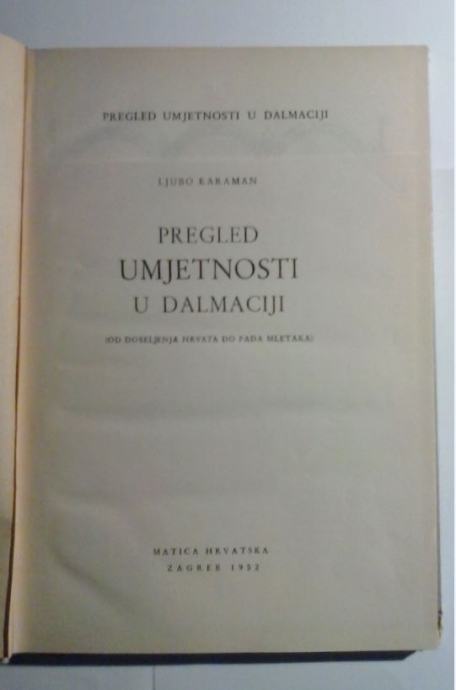 PREGLED UMJETNOSTI U DALMACIJI
LJUBO KARAMAN
PREGLED
UMJETNOSTI
U DALMACIJI
(OD DOSELJENJA HRVATA DO PADA MLETAKA)
MATICA HRVATSKA
ZAGREB 1952